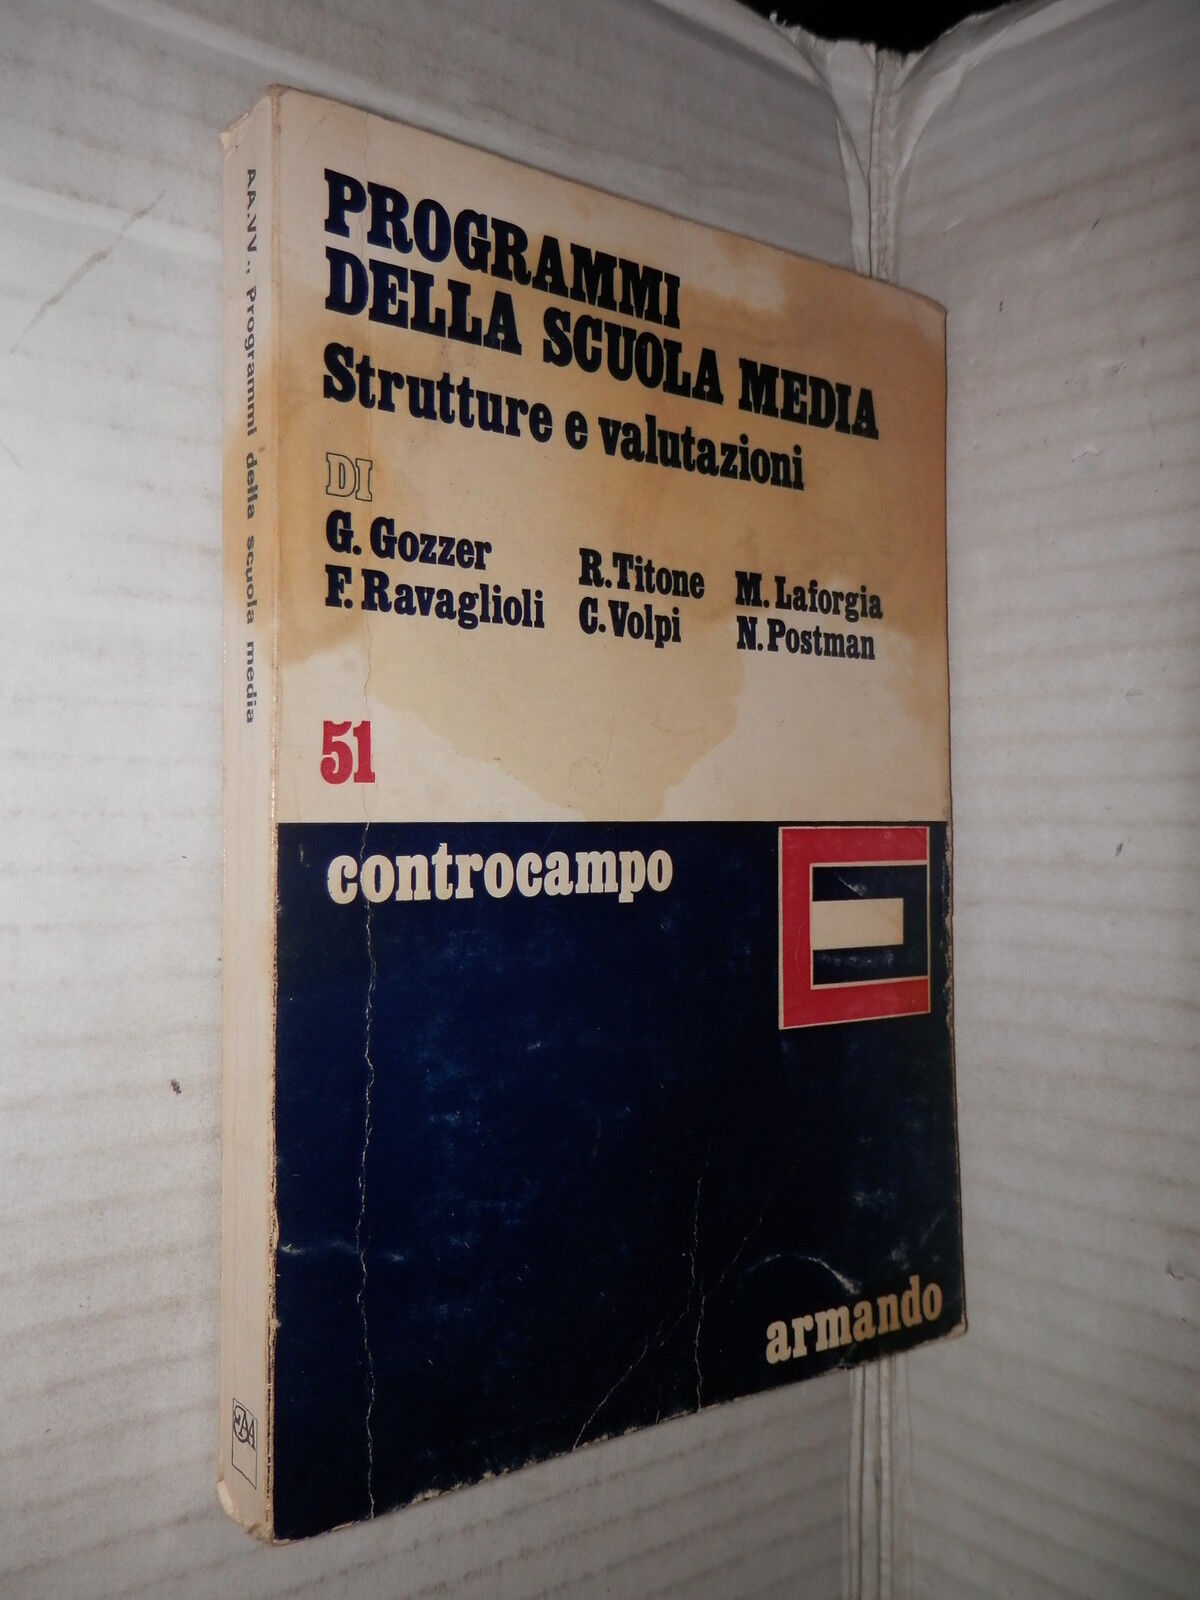 AA.VV., Programmi della scuola media
PROGRAMMI
DELLA SCUOLA MEDIA
Strutture e valutazioni
DI
G. Gozzer R. Titone M. Laforgia
F. Ravaglioli C. Volpi N. Postman
51
controcampo
armando